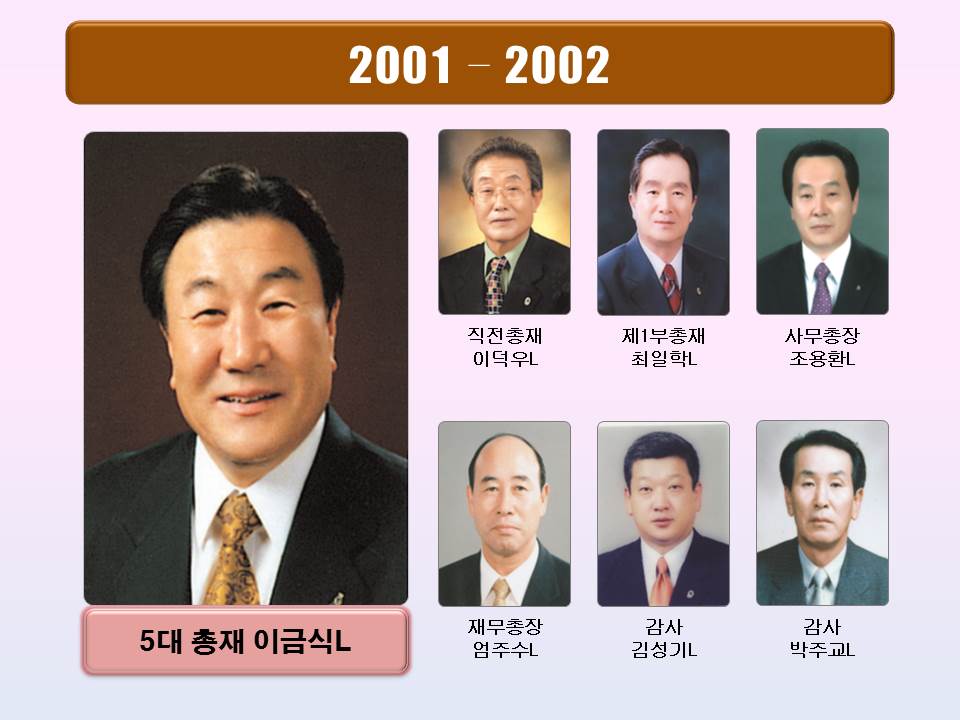 2001 – 2002
직전총재
이덕우L
제1부총재
최일학L
사무총장
조용환L
5대 총재 이금식L
재무총장
엄주수L
감사
김성기L
감사
박주교L